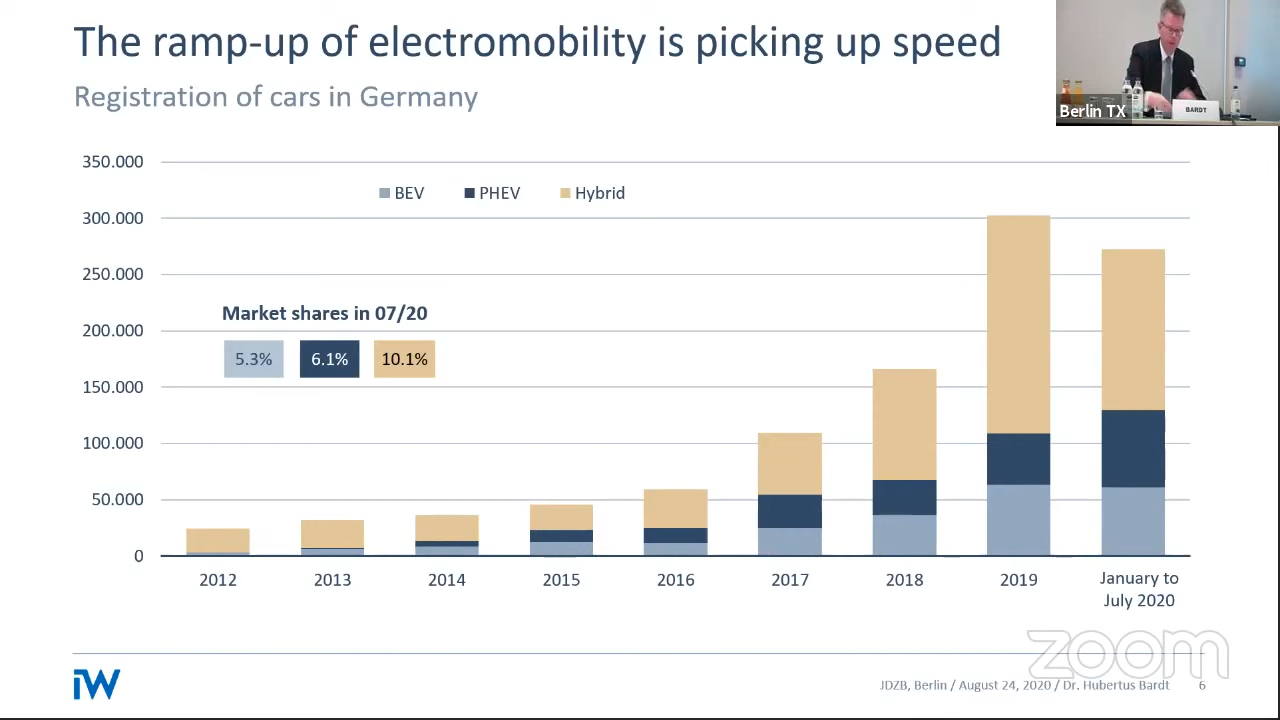 The ramp-up of electromobility is picking up speed
Registration of cars in Germany
Berlin TX
BARDT
350.000
300.000
250.000
200.000
150.000
100.000
50.000
0
BEV PHEV Hybrid
Market shares in 07/20
5.3% 6.1% 10.1%
2012 2013 2014 2015 2016 2017 2018 2019 January to
July 2020
zoom
iW
JDZB, Berlin / August 24, 2020 / Dr. Hubertus Bardt 6